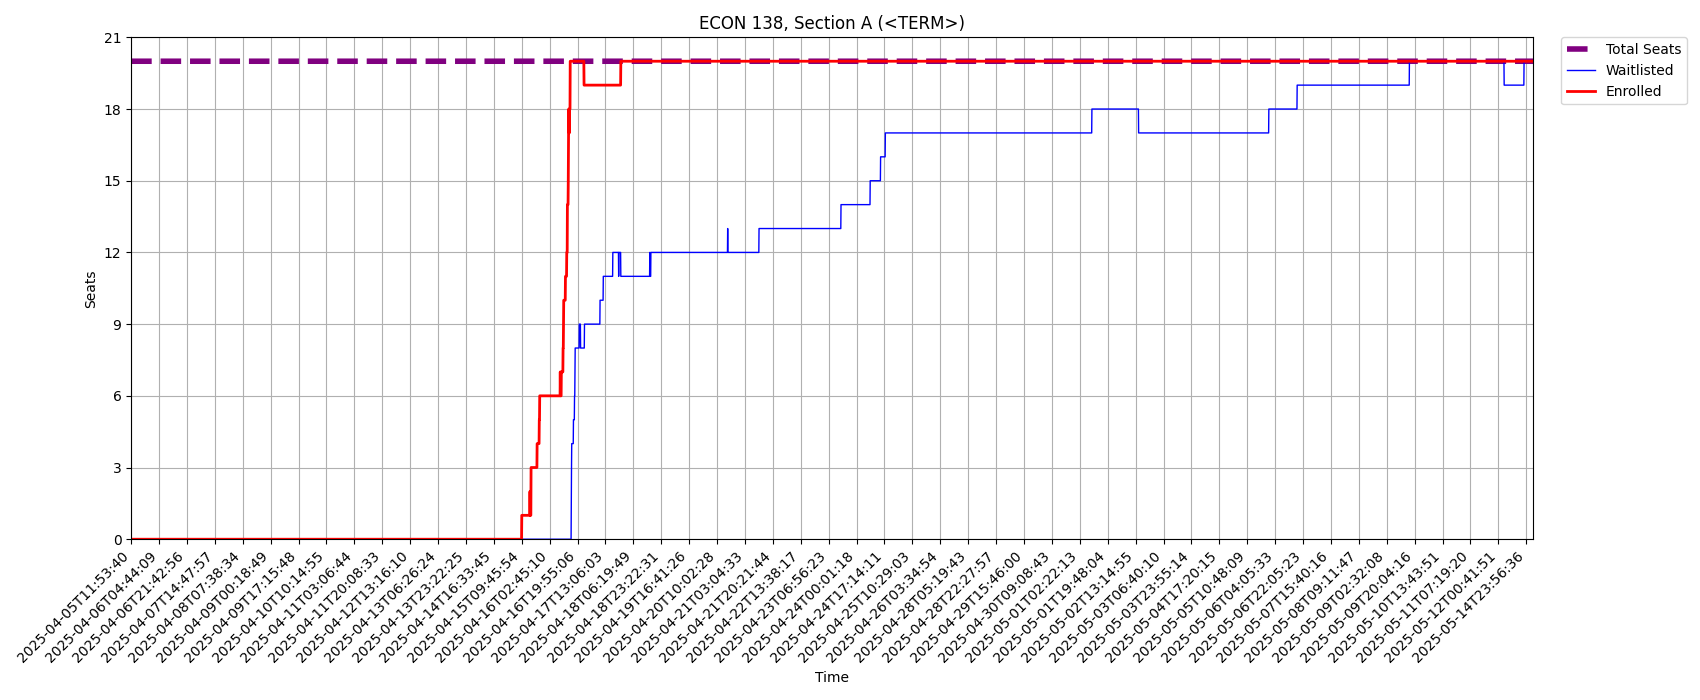 ECON 138, Section A (<TERM>)
Total Seats
Waitlisted
Enrolled
Seats
21
18
15
12
9
6
3
0
2025-04-05T11:53:40
2025-04-06T04:44:09
2025-04-06T21:42:56
2025-04-07T14:47:57
2025-04-08T07:38:34
2025-04-09T00:18:49
2025-04-09T17:15:48
2025-04-10T10:14:55
2025-04-11T03:06:44
2025-04-11T20:08:33
2025-04-12T13:16:10
2025-04-13T06:26:24
2025-04-13T23:22:25
2025-04-14T16:33:45
2025-04-15T09:45:54
2025-04-16T02:45:10
2025-04-16T19:55:06
2025-04-17T13:06:03
2025-04-18T06:19:49
2025-04-18T23:22:31
2025-04-19T16:41:26
2025-04-20T10:02:28
2025-04-21T03:04:33
2025-04-21T20:21:44
2025-04-22T13:38:17
2025-04-23T06:56:23
2025-04-24T00:01:18
2025-04-24T17:14:11
2025-04-25T10:29:03
2025-04-26T03:34:54
2025-04-28T05:19:43
2025-04-28T22:27:57
2025-04-29T15:46:00
2025-04-30T09:08:43
2025-05-01T02:22:13
2025-05-01T19:48:04
2025-05-02T13:14:55
2025-05-03T06:40:10
2025-05-03T23:55:14
2025-05-04T17:20:15
2025-05-05T10:48:09
2025-05-06T04:05:33
2025-05-06T22:05:23
2025-05-07T15:40:16
2025-05-08T09:11:47
2025-05-09T02:32:08
2025-05-09T20:04:16
2025-05-10T13:43:51
2025-05-11T07:19:20
2025-05-12T00:41:51
2025-05-14T23:56:36
Time